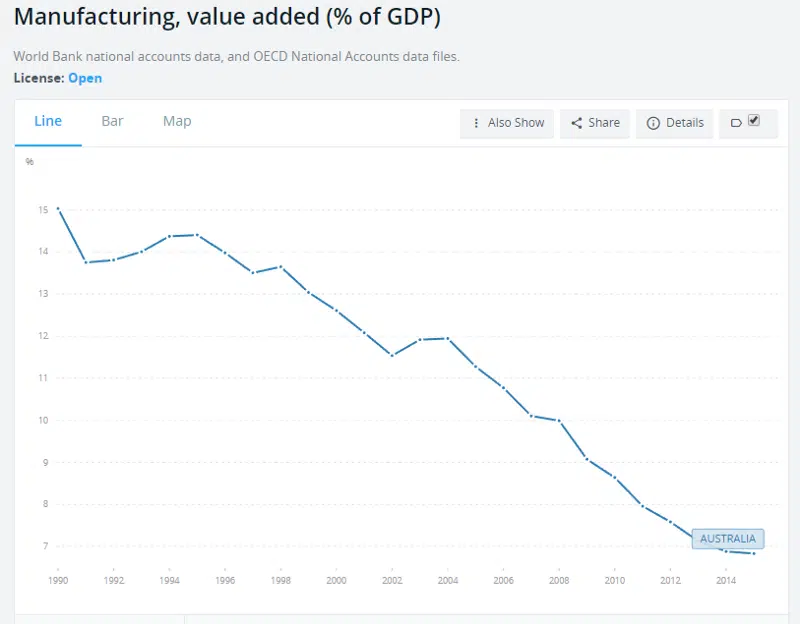 Manufacturing, value added (% of GDP)
World Bank national accounts data, and OECD National Accounts data files.
License: Open
Line Bar Map Also Show Share Details
%
15
14
13
12
11
10
9
8
7
AUSTRALIA
1990 1992 1994 1996 1998 2000 2002 2004 2006 2008 2010 2012 2014